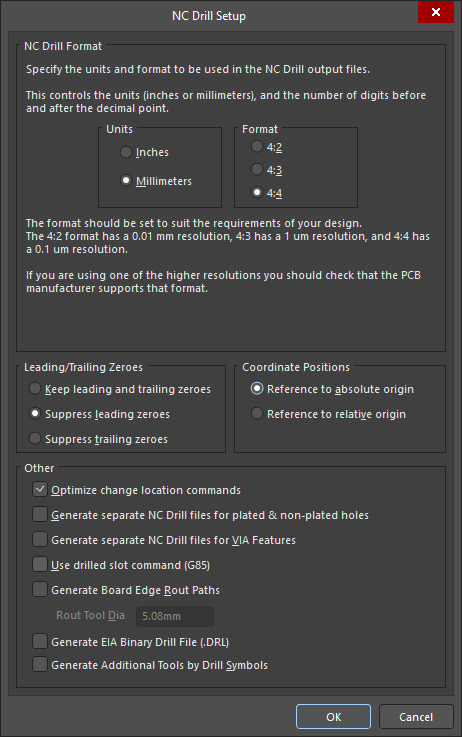 NC Drill Setup
NC Drill Format
Specify the units and format to be used in the NC Drill output files.
This controls the units (inches or millimeters), and the number of digits before
and after the decimal point.
Units
Format
Inches
Millimeters
4:2
4:3
4:4
The format should be set to suit the requirements of your design.
The 4:2 format has a 0.01 mm resolution, 4:3 has a 1 um resolution, and 4:4 has
a 0.1 um resolution.
If you are using one of the higher resolutions you should check that the PCB
manufacturer supports that format.
Leading/Trailing Zeroes
Keep leading and trailing zeroes
Suppress leading zeroes
Suppress trailing zeroes
Coordinate Positions
Reference to absolute origin
Reference to relative origin
Other
Optimize change location commands
Generate separate NC Drill files for plated & non-plated holes
Generate separate NC Drill files for VIA Features
Use drilled slot command (G85)
Generate Board Edge Rout Paths
Rout Tool Dia
5.08mm
Generate EIA Binary Drill File (.DRL)
Generate Additional Tools by Drill Symbols
OK
Cancel